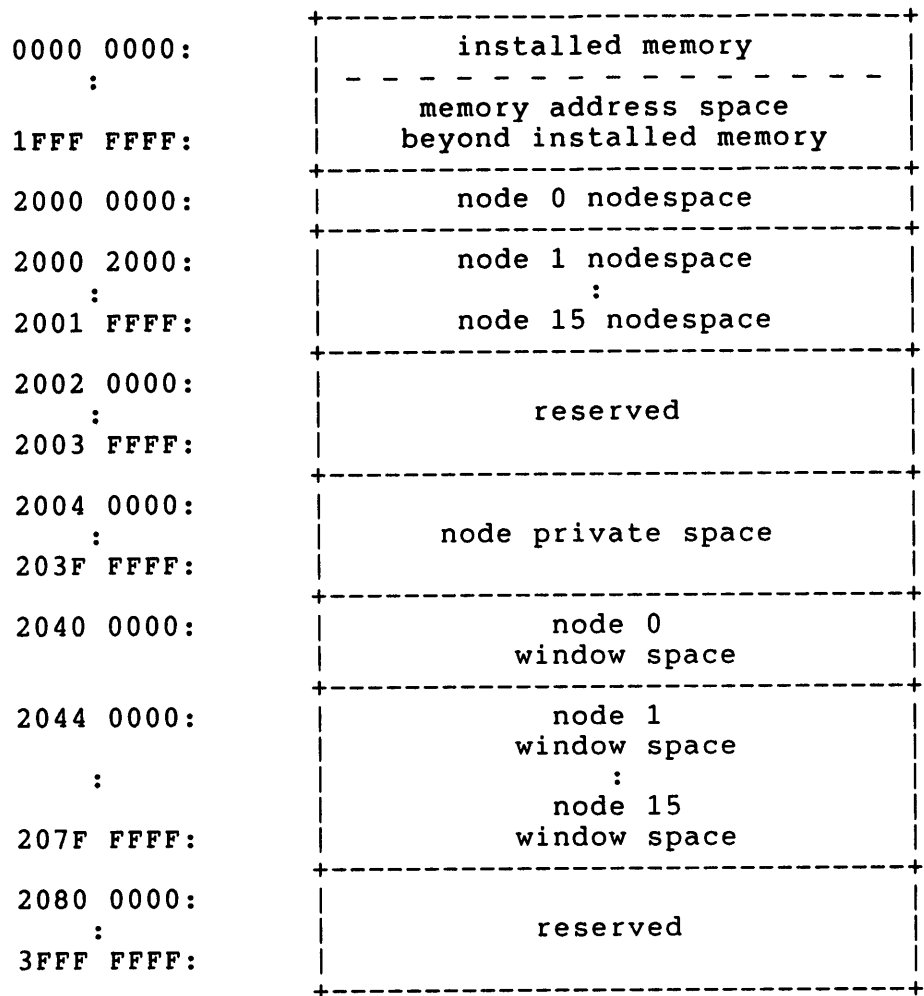 0000 0000: installed memory
:
memory address space
1FFF FFFF: beyond installed memory
2000 0000: node 0 nodespace
2000 2000: node 1 nodespace
: :
2001 FFFF: node 15 nodespace
2002 0000:
: reserved
2003 FFFF:
2004 0000:
: node private space
203F FFFF:
2040 0000: node 0
window space
2044 0000: node 1
window space
: :
node 15
207F FFFF: window space
2080 0000:
: reserved
3FFF FFFF: